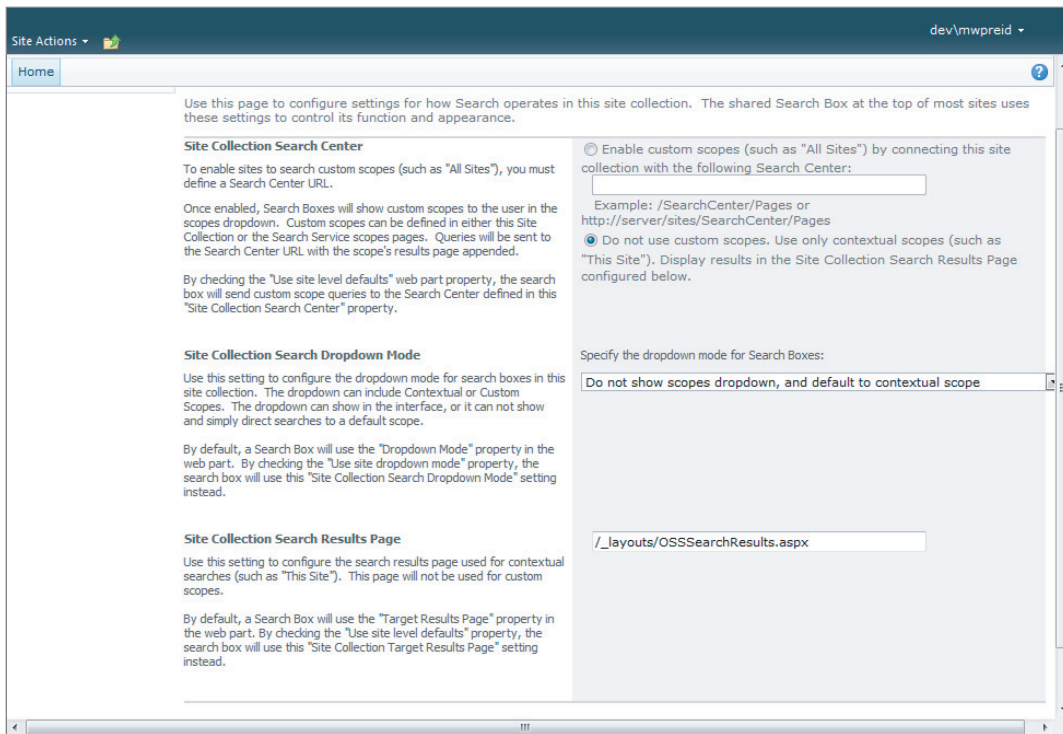 dev\mwpreid
Site Actions
Home
Use this page to configure settings for how Search operates in this site collection. The shared Search Box at the top of most sites uses
these settings to control its function and appearance.
Site Collection Search Center
To enable sites to search custom scopes (such as "All Sites"), you must
define a Search Center URL.
Once enabled, Search Boxes will show custom scopes to the user in the
scopes dropdown. Custom scopes can be defined in either this Site
Collection or the Search Service scopes pages. Queries will be sent to
the Search Center URL with the scope's results page appended.
By checking the "Use site level defaults" web part property, the search
box will send custom scope queries to the Search Center defined in this
"Site Collection Search Center" property.
Enable custom scopes (such as "All Sites") by connecting this site
collection with the following Search Center:
Example: /SearchCenter/Pages or
http://server/sites/SearchCenter/Pages
Do not use custom scopes. Use only contextual scopes (such as
"This Site"). Display results in the Site Collection Search Results Page
configured below.
Site Collection Search Dropdown Mode
Use this setting to configure the dropdown mode for search boxes in this
site collection. The dropdown can include Contextual or Custom
Scopes. The dropdown can show in the interface, or it can not show
and simply direct searches to a default scope.
By default, a Search Box will use the "Dropdown Mode" property in the
web part. By checking the "Use site dropdown mode" property, the
search box will use this "Site Collection Search Dropdown Mode" setting
instead.
Specify the dropdown mode for Search Boxes:
Do not show scopes dropdown, and default to contextual scope
Site Collection Search Results Page
Use this setting to configure the search results page used for contextual
searches (such as "This Site"). This page will not be used for custom
scopes.
By default, a Search Box will use the "Target Results Page" property in
the web part. By checking the "Use site level defaults" property, the
search box will use this "Site Collection Target Results Page" setting
instead.
/_layouts/OSSSearchResults.aspx